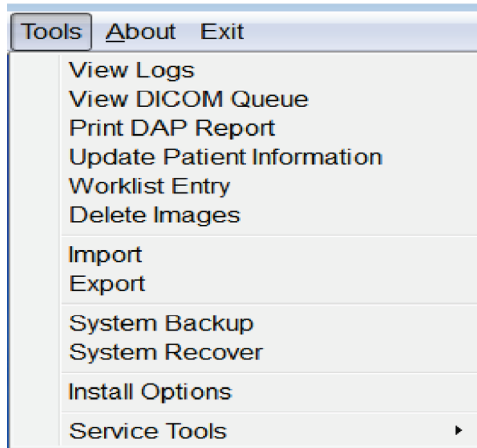 Tools About Exit
View Logs
View DICOM Queue
Print DAP Report
Update Patient Information
Worklist Entry
Delete Images
Import
Export
System Backup
System Recover
Install Options
Service Tools